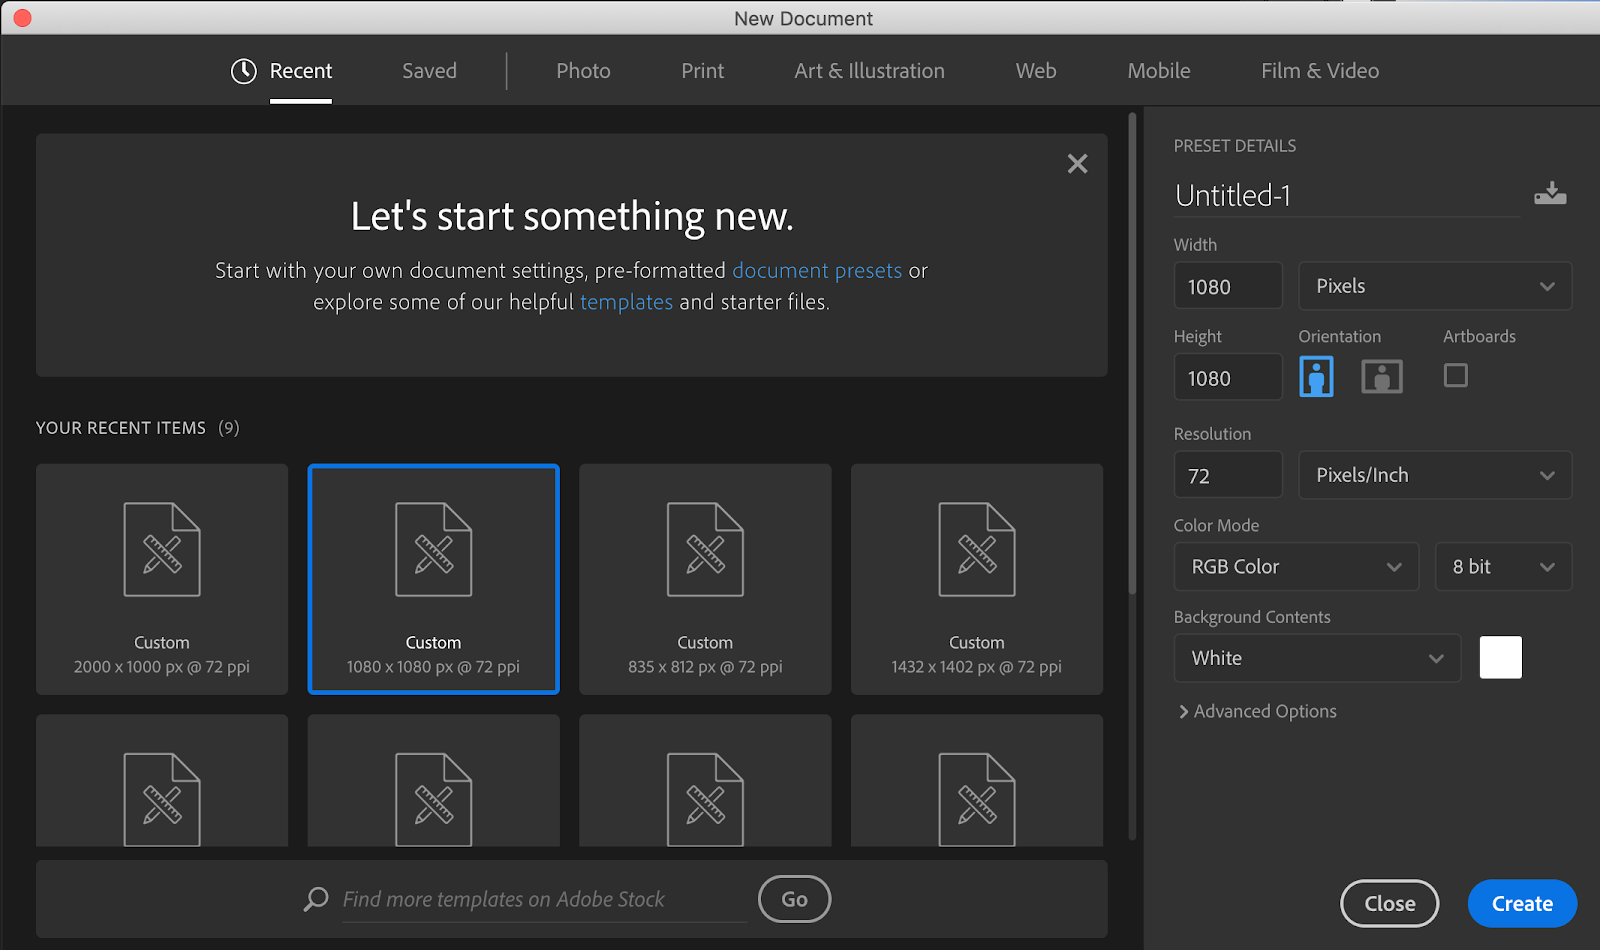 New Document
Recent
Saved
Photo
Print
Art & Illustration
Web
Mobile
Film & Video
Let's start something new.
Start with your own document settings, pre-formatted document presets or
explore some of our helpful templates and starter files.
YOUR RECENT ITEMS (9)
Custom
2000 x 1000 px @ 72 ppi
Custom
1080 x 1080 px @ 72 ppi
Custom
835 x 812 px @ 72 ppi
Custom
1432 x 1402 px @ 72 ppi
Find more templates on Adobe Stock
Go
PRESET DETAILS
Untitled-1
Width
1080
Pixels
Height
Orientation
Artboards
1080
Resolution
72
Pixels/Inch
Color Mode
RGB Color
8 bit
Background Contents
White
Advanced Options
Close
Create